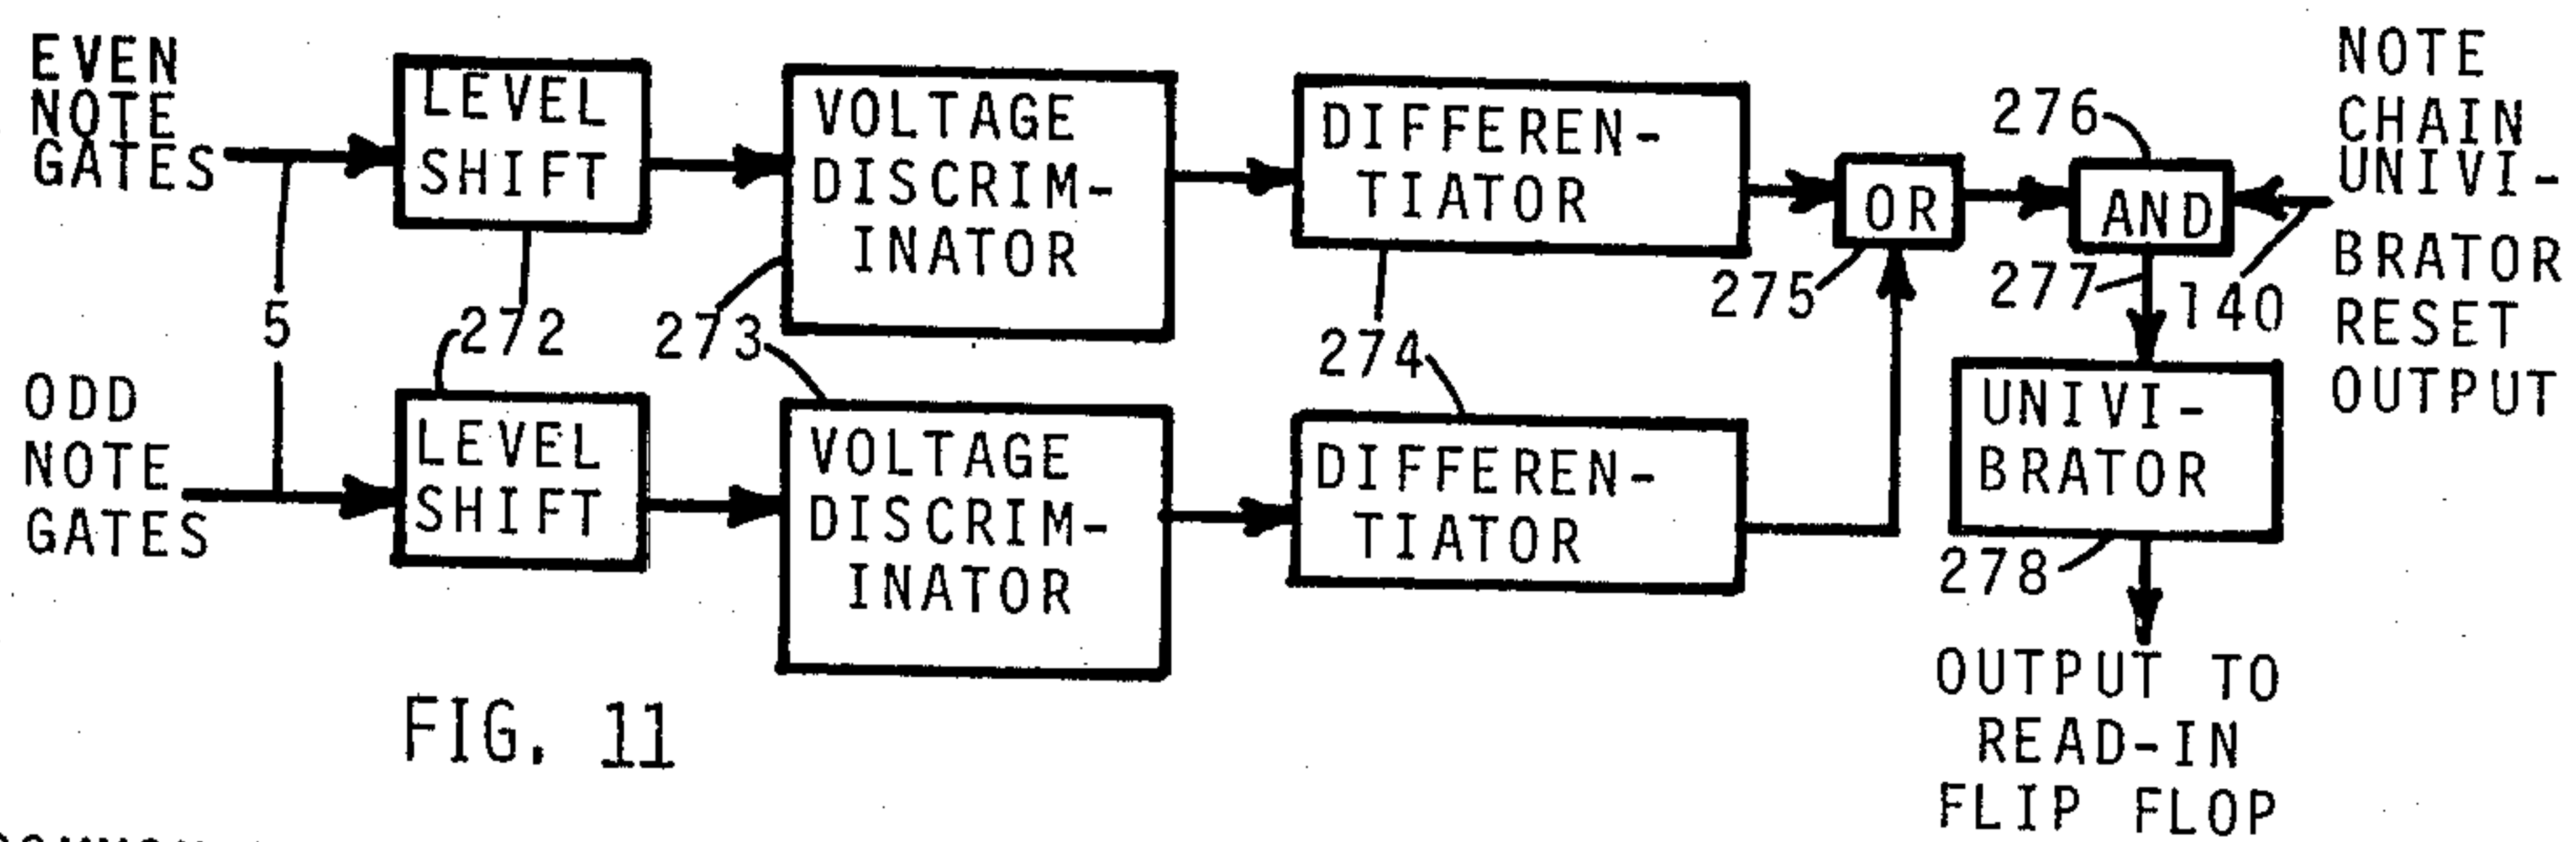 EVEN
NOTE
GATES
LEVEL
SHIFT
VOLTAGE
DISCRIM-
INATOR
DIFFEREN-
TIATOR
OR
276
AND
NOTE
CHAIN
UNIVI-
BRATOR
RESET
OUTPUT
5
272
273
274
275
277
140
ODD
NOTE
GATES
LEVEL
SHIFT
VOLTAGE
DISCRIM-
INATOR
DIFFEREN-
TIATOR
UNIVI-
BRATOR
278
OUTPUT TO
READ-IN
FLIP FLOP
FIG. 11